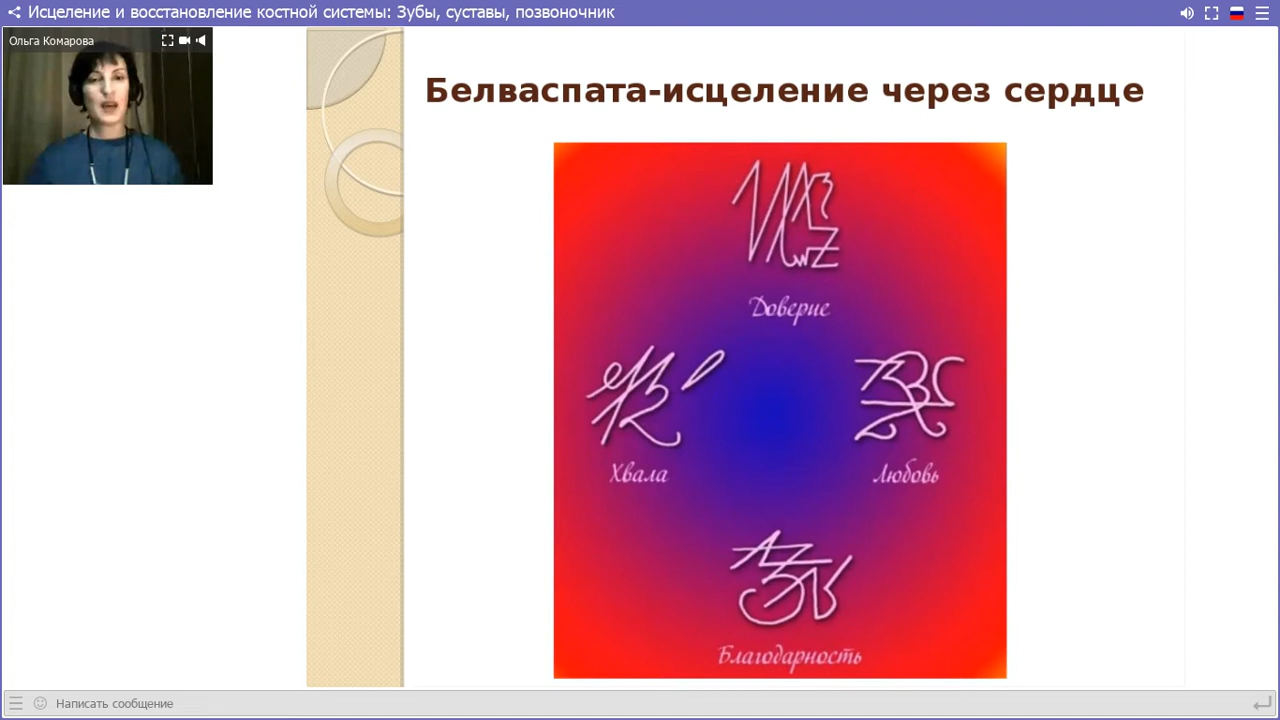 Исцеление и восстановление костной системы: Зубы, суставы, позвоночник
Ольга Комарова
Белваспата-исцеление через сердце
Доверие
Хвала
Любовь
Благодарность
Написать сообщение